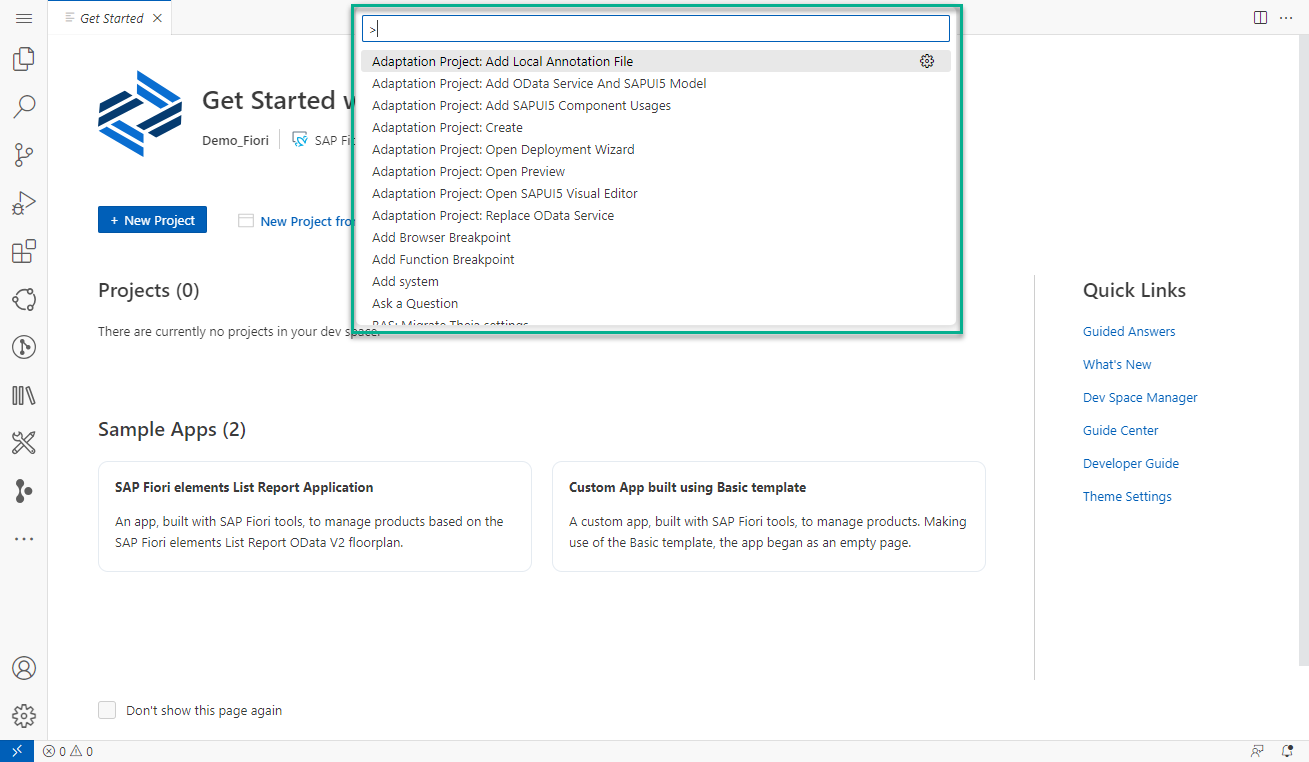 Get Started
>
Adaptation Project: Add Local Annotation File
Adaptation Project: Add OData Service And SAPUI5 Model
Adaptation Project: Add SAPUI5 Component Usages
Adaptation Project: Create
Adaptation Project: Open Deployment Wizard
Adaptation Project: Open Preview
Adaptation Project: Open SAPUI5 Visual Editor
Adaptation Project: Replace OData Service
Add Browser Breakpoint
Add Function Breakpoint
Add system
Ask a Question
BAS: Migrate Theia settings
Get Started
Demo_Fiori
SAP
+ New Project
New Project
Projects (0)
There are currently no projects in your dev space.
Sample Apps (2)
SAP Fiori elements List Report Application
An app, built with SAP Fiori tools, to manage products based on the
SAP Fiori elements List Report OData V2 floorplan.
Custom App built using Basic template
A custom app, built with SAP Fiori tools, to manage products. Making
use of the Basic template, the app began as an empty page.
Quick Links
Guided Answers
What's New
Dev Space Manager
Guide Center
Developer Guide
Theme Settings
Don't show this page again
0 0